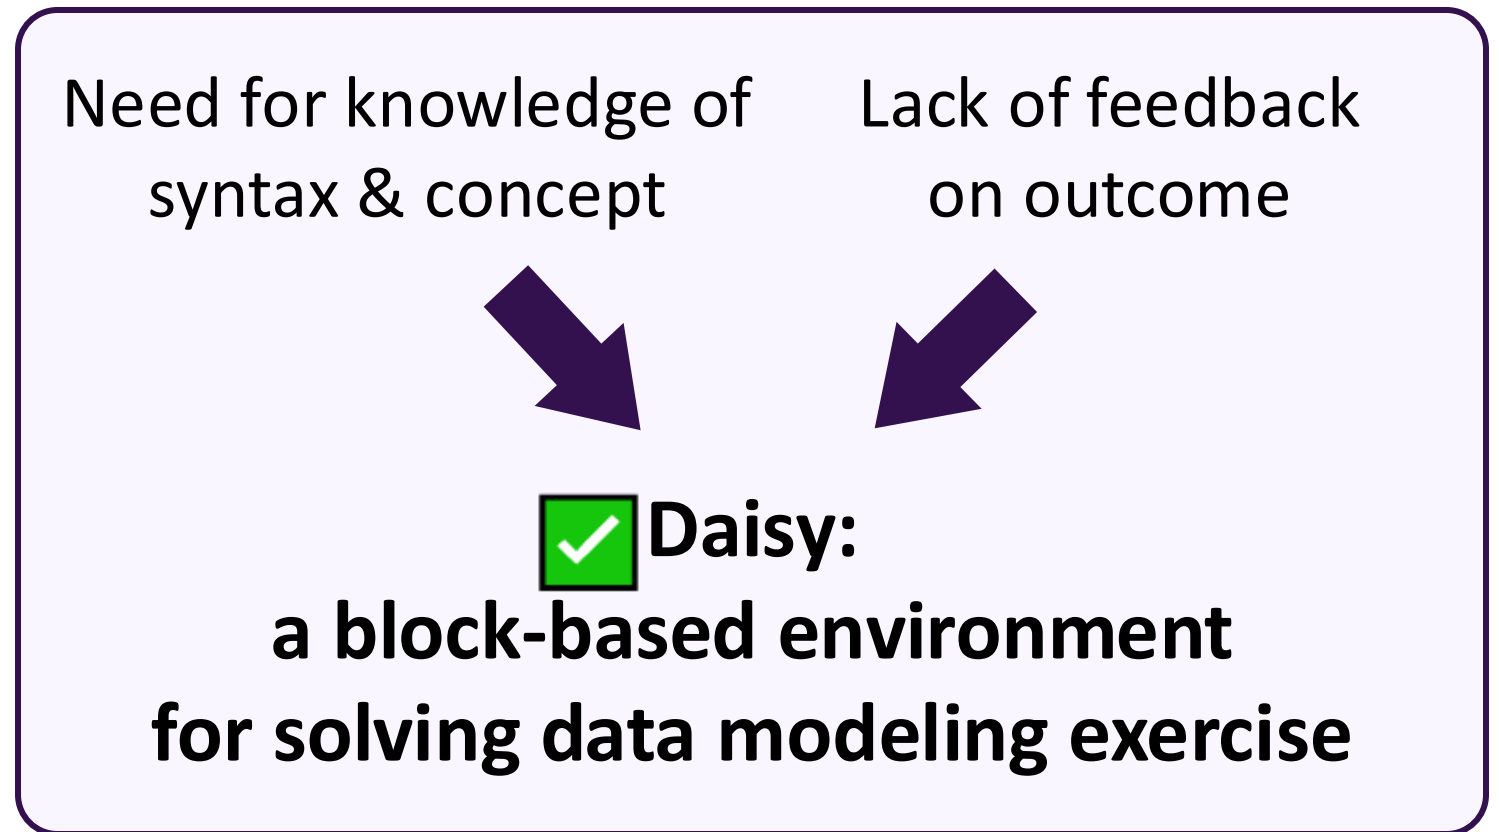 Need for knowledge of
syntax & concept
Lack of feedback
on outcome
Daisy:
a block-based environment
for solving data modeling exercise